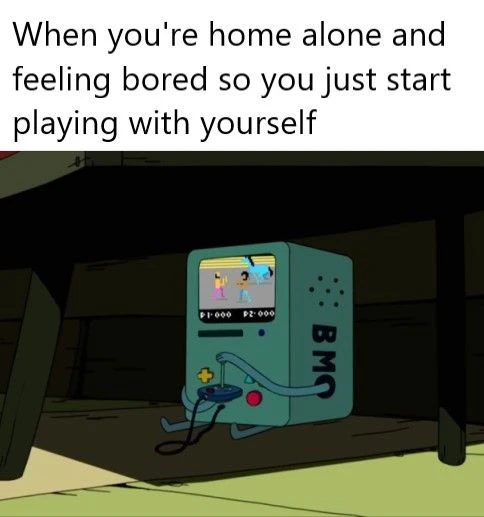 When you're home alone and
feeling bored so you just start
playing with yourself
P1·000 P2·000
BMO